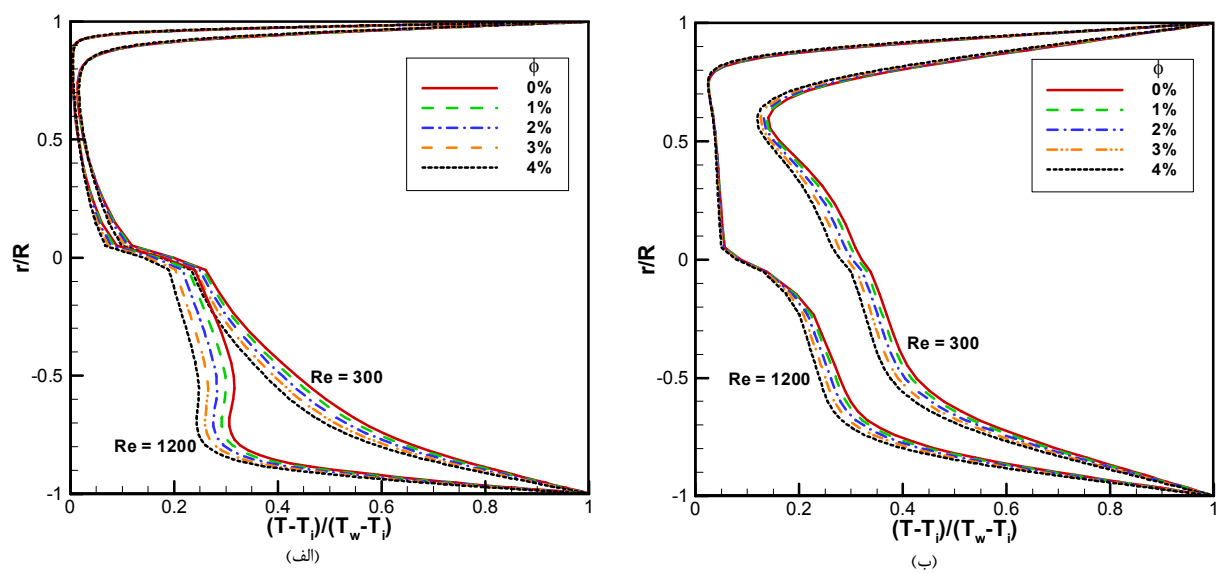 ϕ
0%
1%
2%
3%
4%
1
0.5
0
-0.5
-1
r/R
Re = 300
Re = 1200
0 0.2 0.4 0.6 0.8 1
(T-Ti)/(Tw-Ti)
(الف)
ϕ
0%
1%
2%
3%
4%
1
0.5
0
-0.5
-1
r/R
Re = 300
Re = 1200
0 0.2 0.4 0.6 0.8 1
(T-Ti)/(Tw-Ti)
(ب)